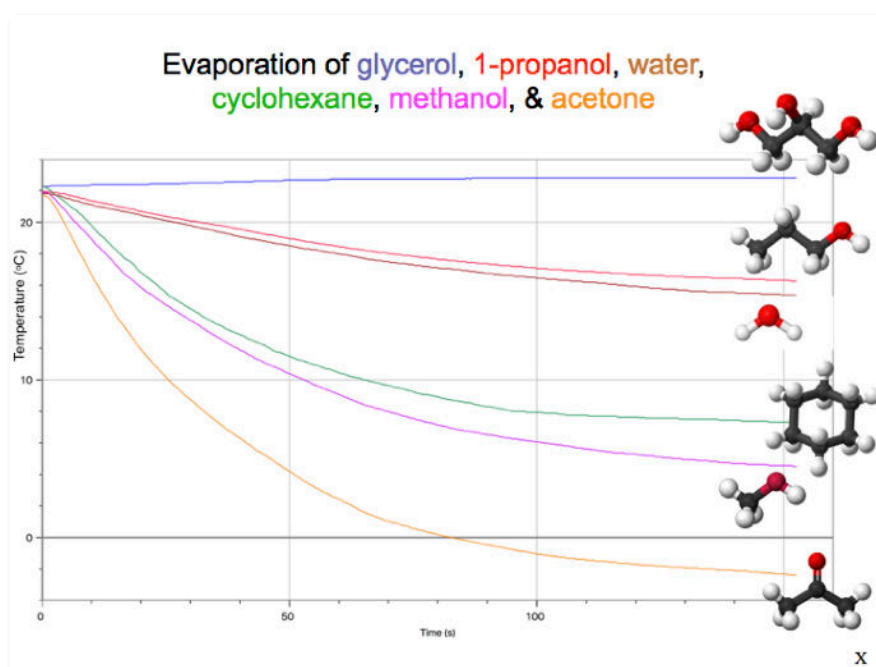 Evaporation of glycerol, 1-propanol, water,
cyclohexane, methanol, & acetone
Temperature (°C)
20
10
0
0
50
100
Time (s)
x